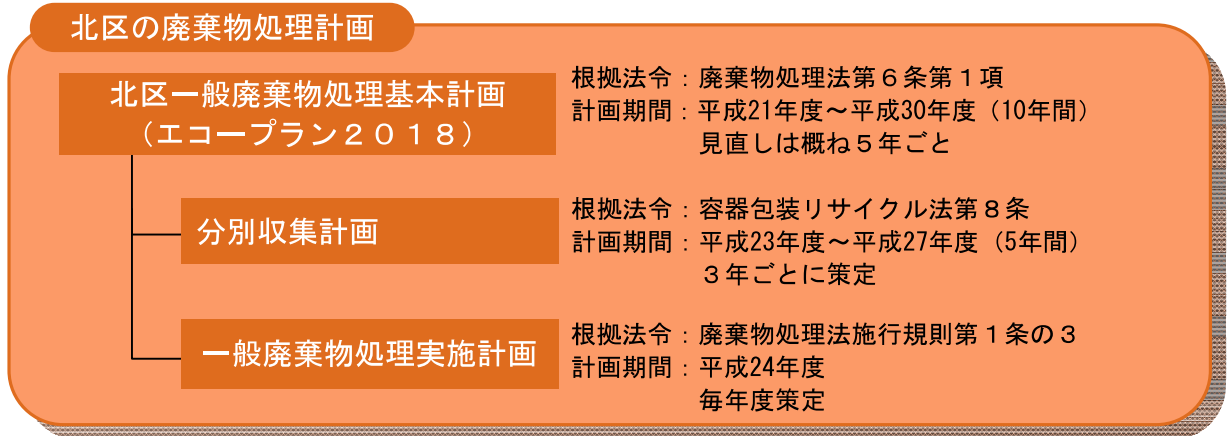 北区の廃棄物処理計画
北区一般廃棄物処理基本計画
（エコープラン２０１８）
根拠法令：廃棄物処理法第６条第１項
計画期間：平成21年度～平成30年度（10年間）
見直しは概ね５年ごと
分別収集計画
根拠法令：容器包装リサイクル法第８条
計画期間：平成23年度～平成27年度（5年間）
３年ごとに策定
一般廃棄物処理実施計画
根拠法令：廃棄物処理法施行規則第１条の３
計画期間：平成24年度
毎年度策定